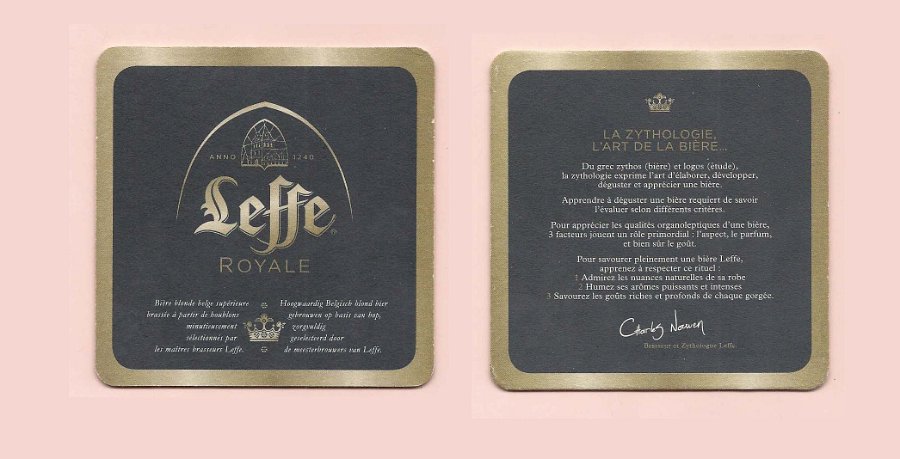 ANNO 1240
Leffe
ROYALE
Bière blonde belge supérieure
brassée à partir de houblons
minutieusement
sélectionnés par
les maîtres brasseurs Leffe.
Hoogwaardig Belgisch blond bier
gebrouwen op basis van hop,
zorgvuldig
geselecteerd door
de meesterbrouwers van Leffe.
LA ZYTHOLOGIE,
L'ART DE LA BIÈRE...
Du grec zythos (bière) et logos (étude),
la zythologie exprime l'art d'élaborer, développer,
déguster et apprécier une bière.
Apprendre à déguster une bière requiert de savoir
l'évaluer selon différents critères.
Pour apprécier les qualités organoleptiques d'une bière,
3 facteurs jouent un rôle primordial : l'aspect, le parfum,
et bien sûr le goût.
Pour savourer pleinement une bière Leffe,
apprenez à respecter ce rituel :
1 Admirez les nuances naturelles de sa robe
2 Humez ses arômes puissants et intenses
3 Savourez les goûts riches et profonds de chaque gorgée.
Brasseur et Zythologue Leffe.